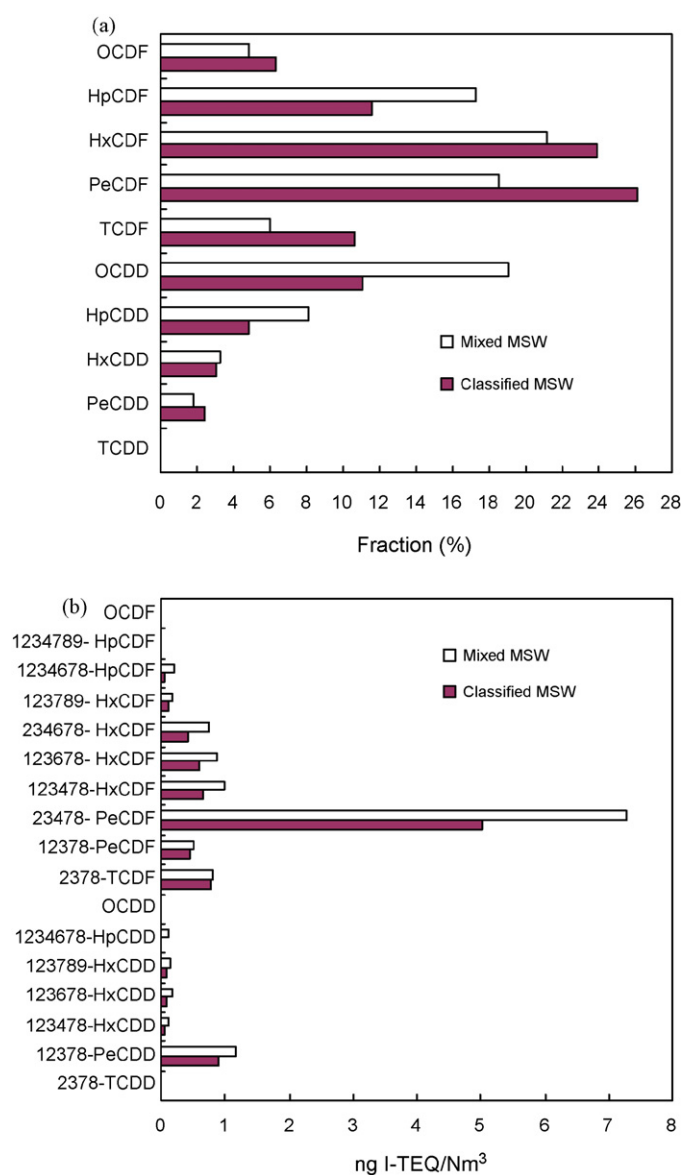 (a)
OCDF
HpCDF
HxCDF
PeCDF
TCDF
OCDD
HpCDD
HxCDD
PeCDD
TCDD
Mixed MSW
Classified MSW
0 2 4 6 8 10 12 14 16 18 20 22 24 26 28
Fraction (%)
(b)
OCDF
1234789- HpCDF
1234678-HpCDF
123789- HxCDF
234678- HxCDF
123678- HxCDF
123478-HxCDF
23478- PeCDF
12378-PeCDF
2378-TCDF
OCDD
1234678-HpCDD
123789-HxCDD
123678-HxCDD
123478-HxCDD
12378-PeCDD
2378-TCDD
Mixed MSW
Classified MSW
0 1 2 3 4 5 6 7 8
ng I-TEQ/Nm³